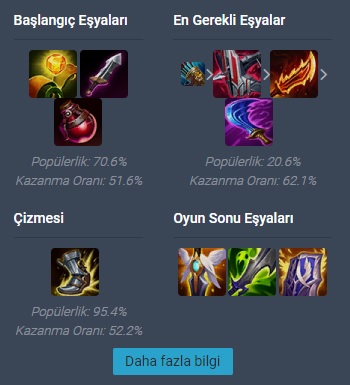 Başlangıç Eşyaları
En Gerekli Eşyalar
Popülerlik: 70.6%
Kazanma Oranı: 51.6%
Popülerlik: 20.6%
Kazanma Oranı: 62.1%
Çizmesi
Oyun Sonu Eşyaları
Popülerlik: 95.4%
Kazanma Oranı: 52.2%
Daha fazla bilgi